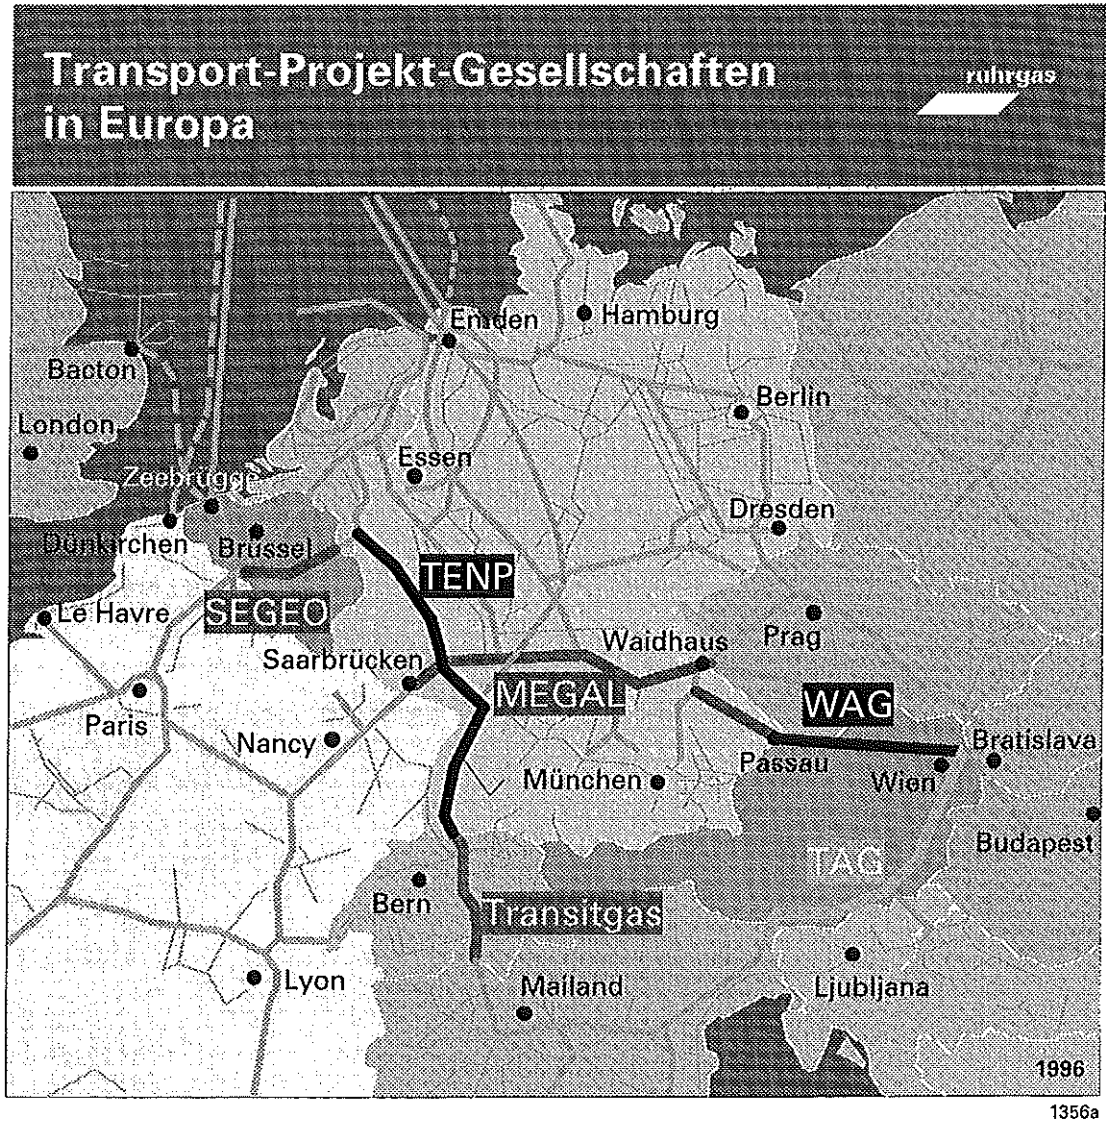 Transport-Projekt-Gesellschaften
in Europa
ruhrgas
Emden
Hamburg
Bacton
Berlin
London
Essen
Zeebrügge
Dresden
Dünkirchen
Brüssel
TENP
SEGEO
Le Havre
Prag
Waidhaus
Saarbrücken
MEGAL
WAG
Paris
Nancy
Bratislava
Passau
München
Wien
Budapest
TAG
Bern
Transitgas
Lyon
Mailand
Ljubljana
1996
1356a